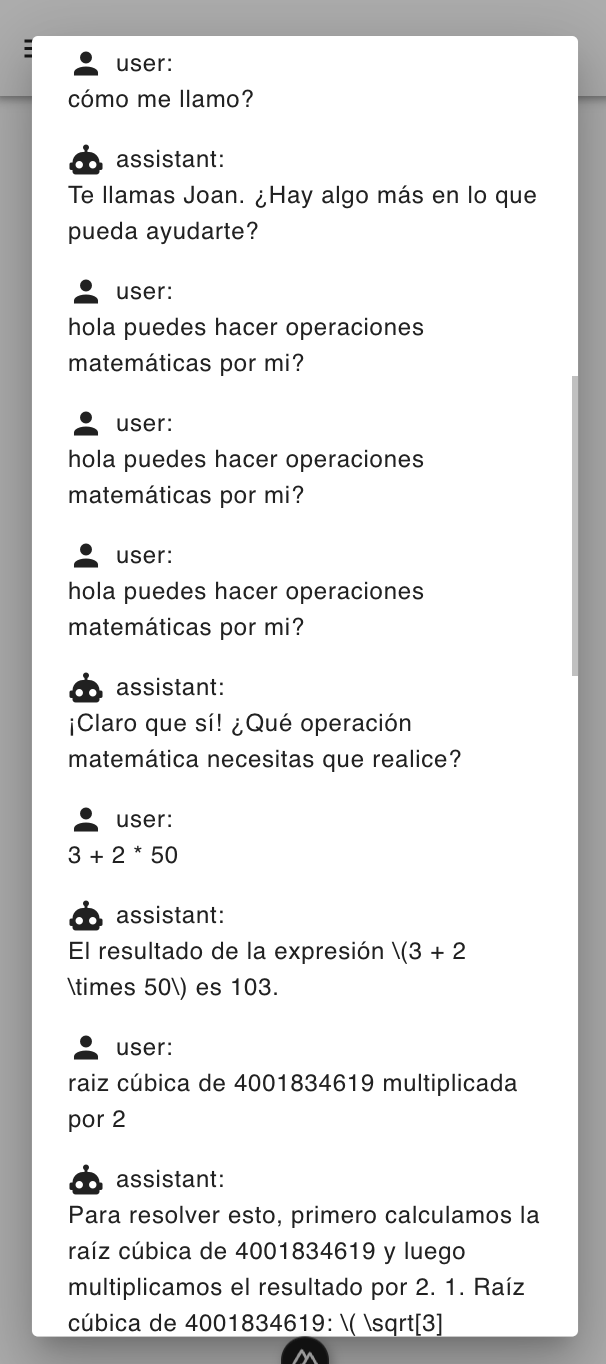 user:
cómo me llamo?
assistant:
Te llamas Joan. ¿Hay algo más en lo que
pueda ayudarte?
user:
hola puedes hacer operaciones
matemáticas por mi?
user:
hola puedes hacer operaciones
matemáticas por mi?
user:
hola puedes hacer operaciones
matemáticas por mi?
assistant:
¡Claro que sí! ¿Qué operación
matemática necesitas que realice?
user:
3 + 2 * 50
assistant:
El resultado de la expresión \(3 + 2
\times 50\) es 103.
user:
raiz cúbica de 4001834619 multiplicada
por 2
assistant:
Para resolver esto, primero calculamos la
raíz cúbica de 4001834619 y luego
multiplicamos el resultado por 2. 1. Raíz
cúbica de 4001834619: \( \sqrt[3]